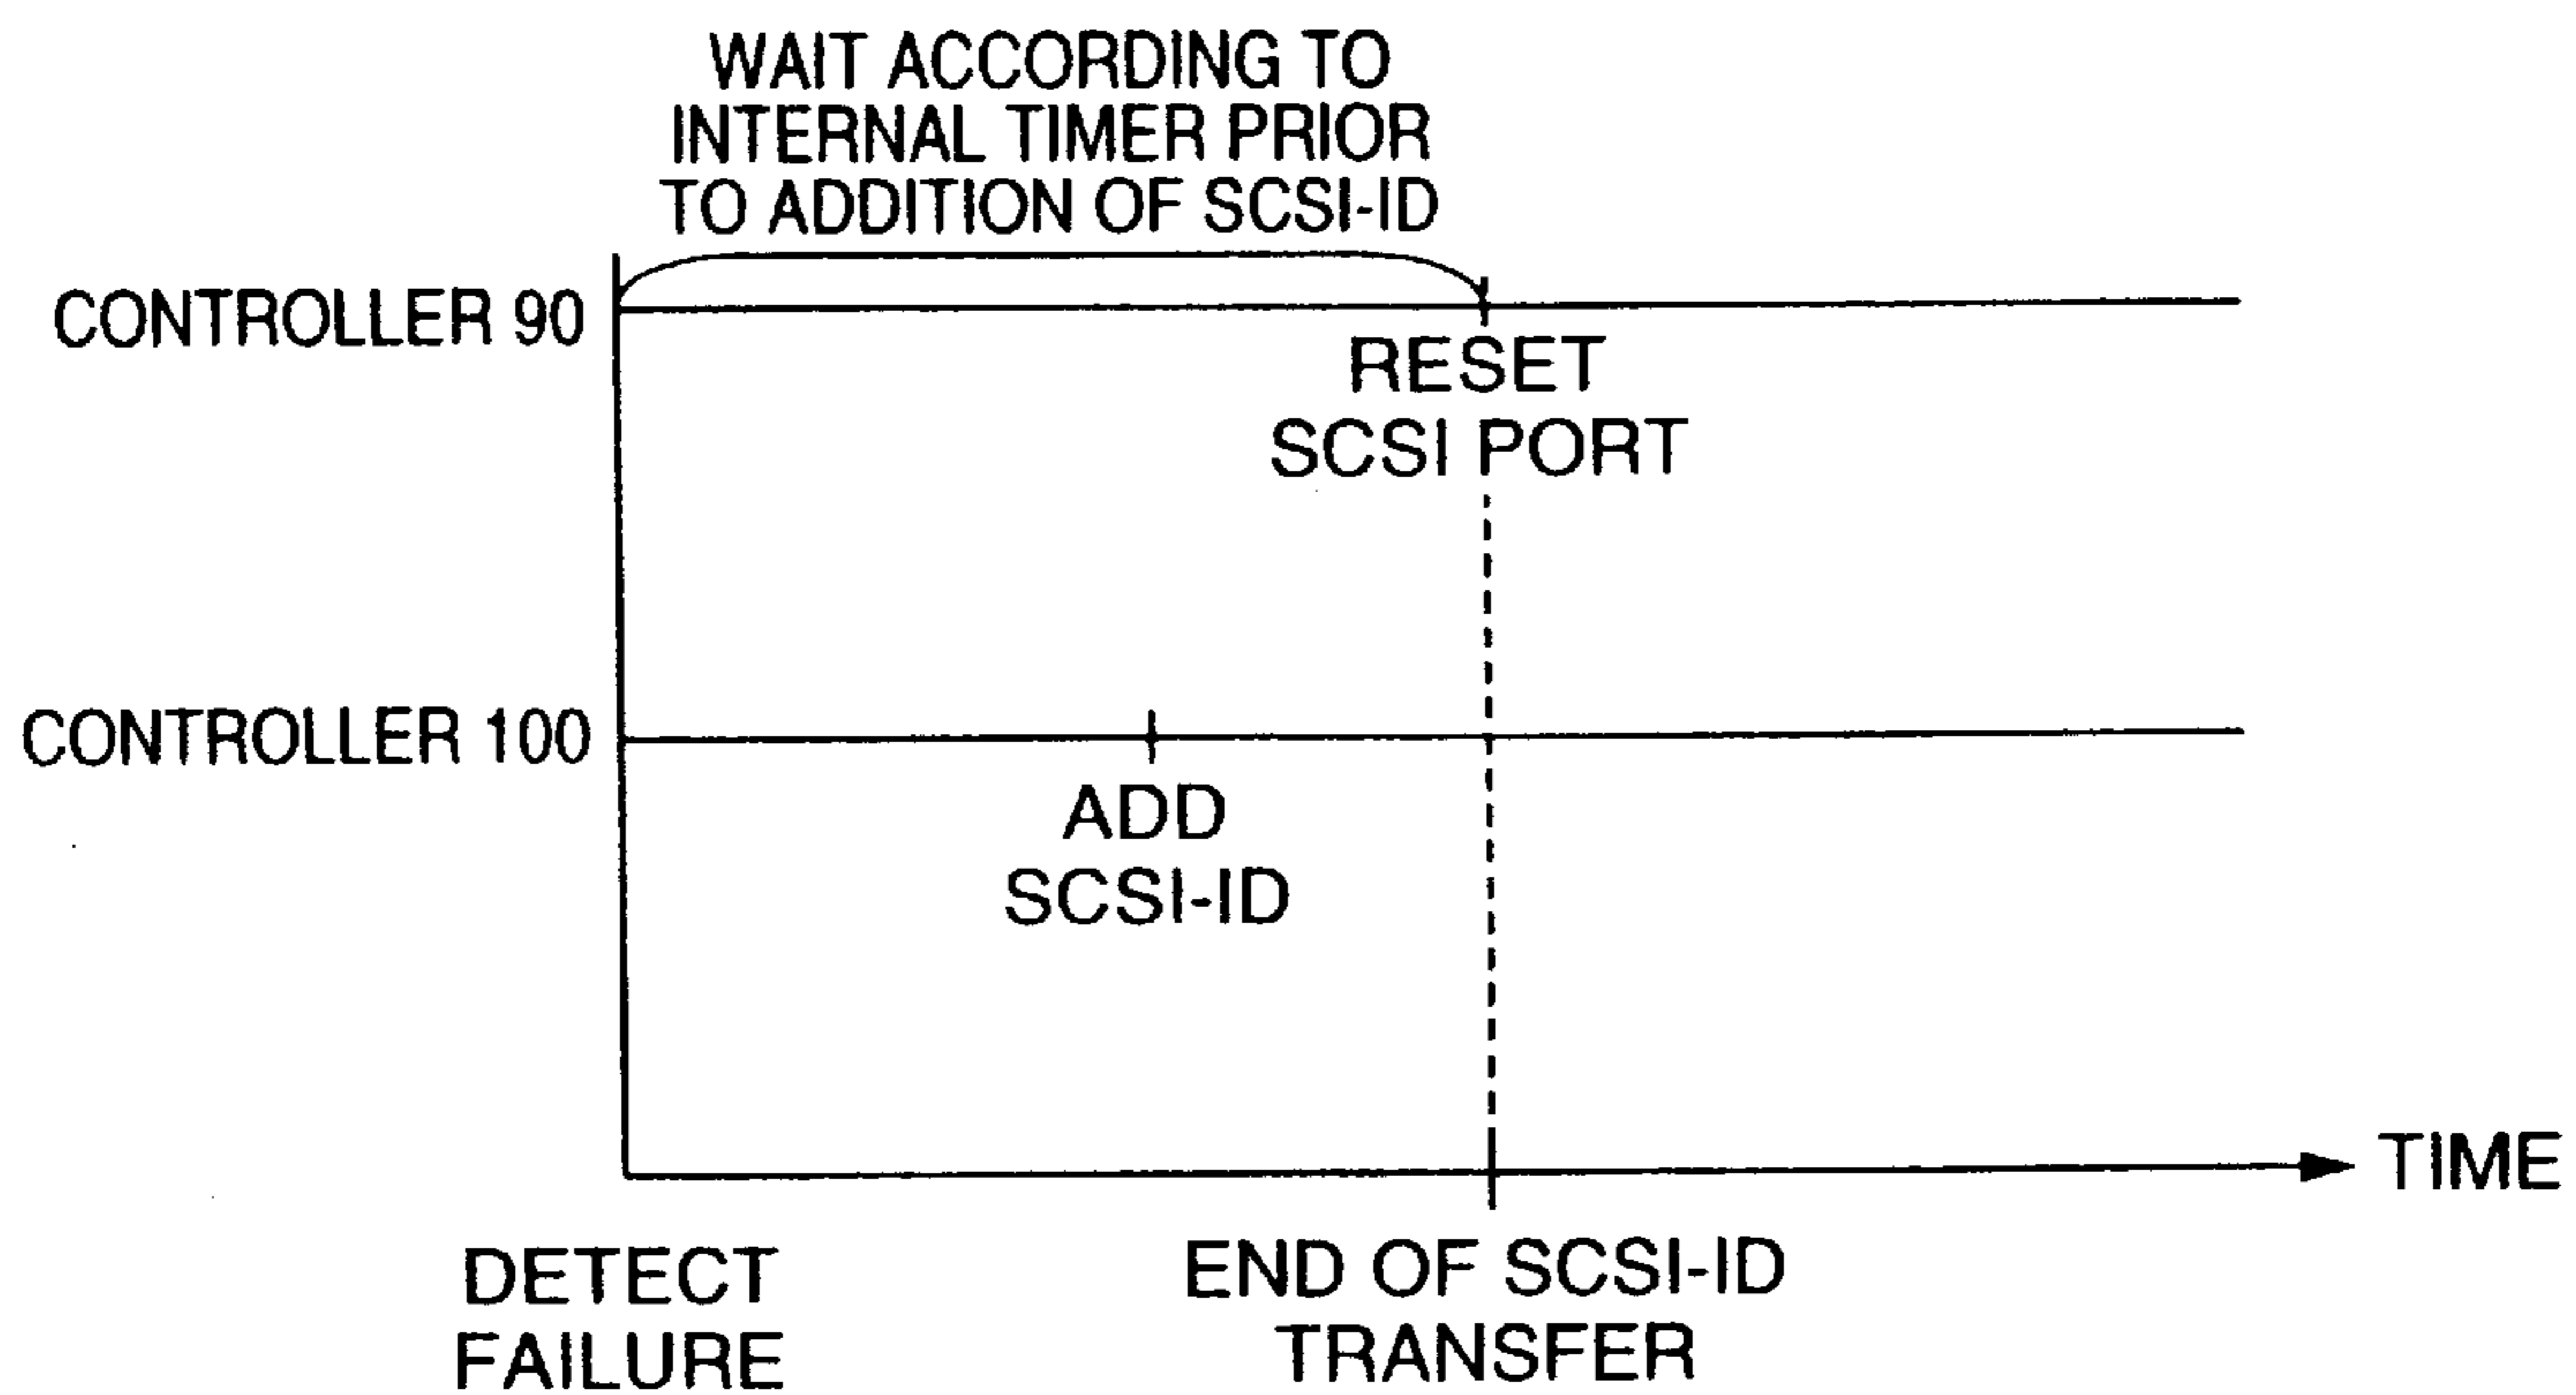 WAIT ACCORDING TO
INTERNAL TIMER PRIOR
TO ADDITION OF SCSI-ID
CONTROLLER 90
RESET
SCSI PORT
CONTROLLER 100
ADD
SCSI-ID
TIME
DETECT
FAILURE
END OF SCSI-ID
TRANSFER